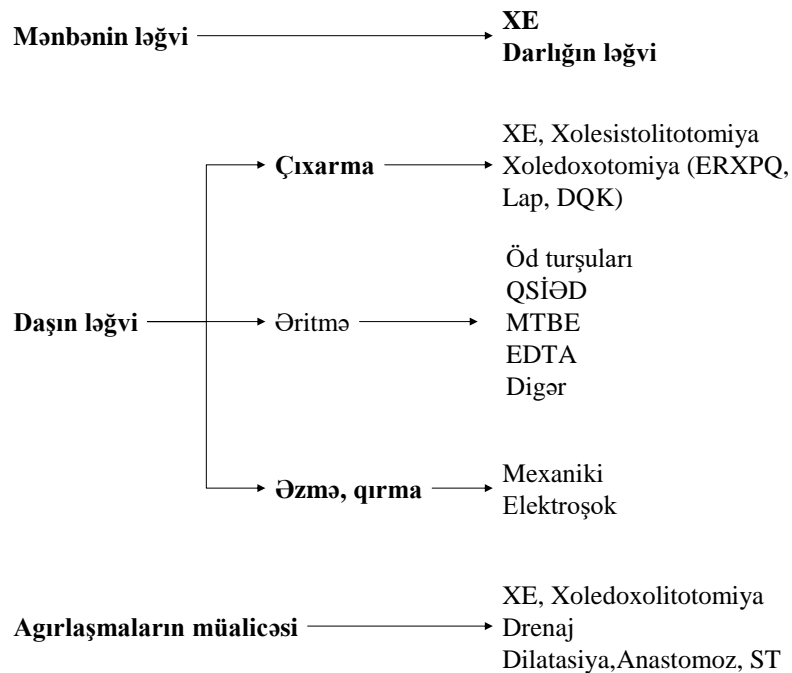 Mənbənin ləğvi
XE
Darlığın ləğvi
Daşın ləğvi
Çıxarma
XE, Xolesistolitotomiya
Xoledoxotomiya (ERXPQ,
Lap, DQK)
Əritmə
Öd turşuları
QSİƏD
MTBE
EDTA
Digər
Əzmə, qırma
Mexaniki
Elektroşok
Agırlaşmaların müalicəsi
XE, Xoledoxolitotomiya
Drenaj
Dilatasiya,Anastomoz, ST